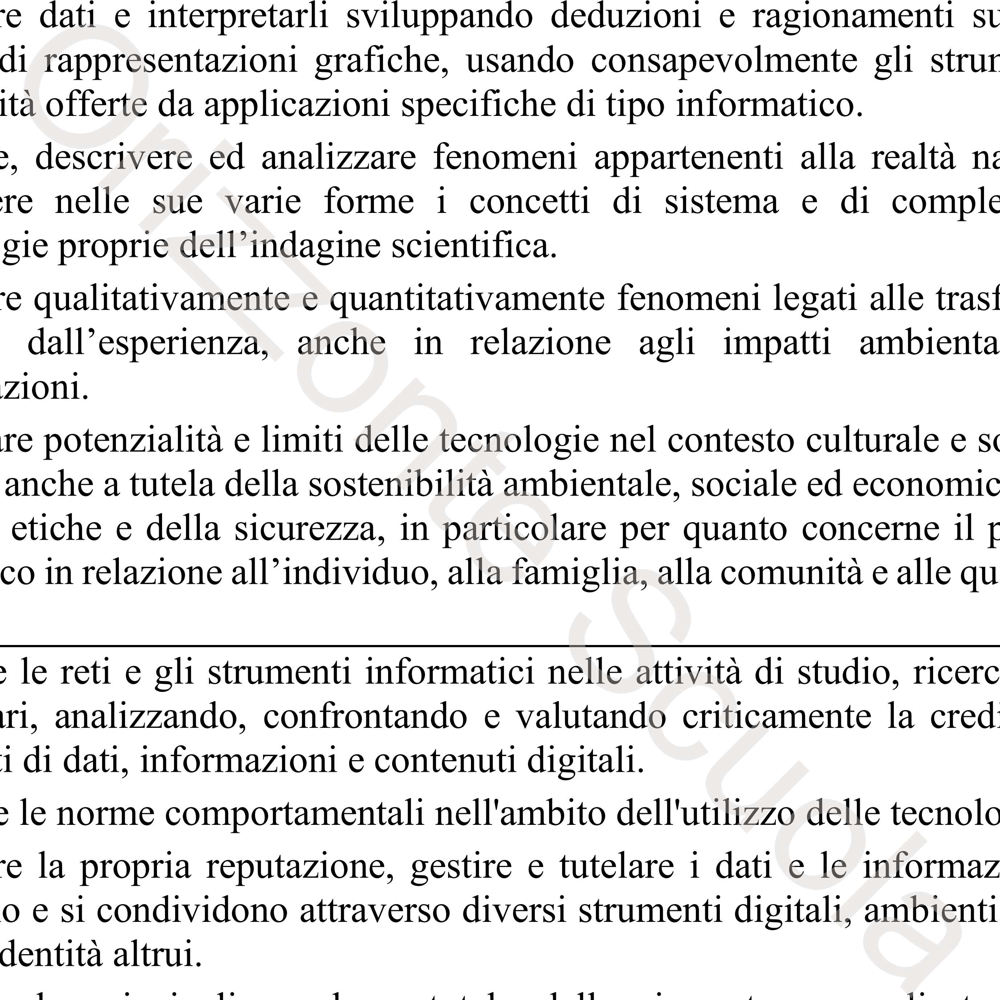 re dati e interpretarli sviluppando deduzioni e ragionamenti su
di rappresentazioni grafiche, usando consapevolmente gli strum
ità offerte da applicazioni specifiche di tipo informatico.
e, descrivere ed analizzare fenomeni appartenenti alla realtà na
ere nelle sue varie forme i concetti di sistema e di comple
gie proprie dell’indagine scientifica.
re qualitativamente e quantitativamente fenomeni legati alle trasf
dall’esperienza, anche in relazione agli impatti ambienta
azioni.
are potenzialità e limiti delle tecnologie nel contesto culturale e so
anche a tutela della sostenibilità ambientale, sociale ed economic
etiche e della sicurezza, in particolare per quanto concerne il p
co in relazione all’individuo, alla famiglia, alla comunità e alle qu
e le reti e gli strumenti informatici nelle attività di studio, ricerc
ari, analizzando, confrontando e valutando criticamente la credi
ti di dati, informazioni e contenuti digitali.
e le norme comportamentali nell'ambito dell'utilizzo delle tecnolo
re la propria reputazione, gestire e tutelare i dati e le informaz
o e si condividono attraverso diversi strumenti digitali, ambienti
dentità altrui.
OriZzonte Scuola